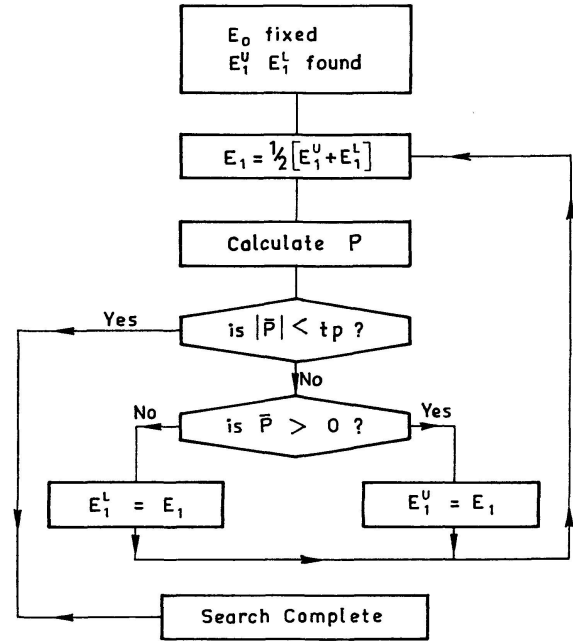 E₀ fixed
E₁ᵁ E₁ᴸ found
E₁ = ½ [E₁ᵁ + E₁ᴸ]
Calculate P
is |P̄| < tp ?
Yes
No
is P̄ > 0 ?
No
Yes
E₁ᴸ = E₁
E₁ᵁ = E₁
Search Complete